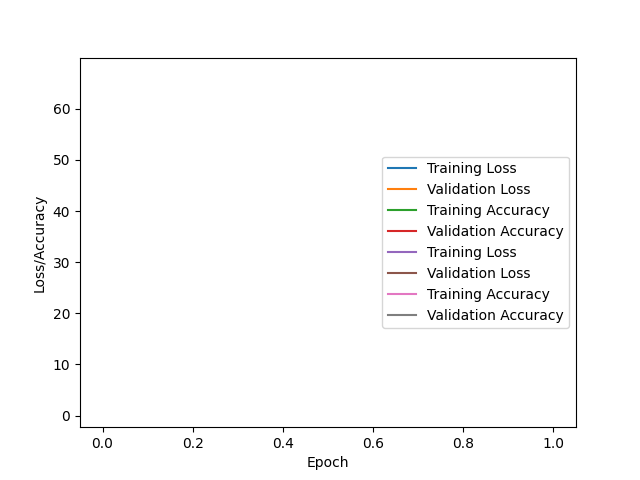 60
50
40
30
20
10
0
Loss/Accuracy
Training Loss
Validation Loss
Training Accuracy
Validation Accuracy
Training Loss
Validation Loss
Training Accuracy
Validation Accuracy
0.0 0.2 0.4 0.6 0.8 1.0
Epoch